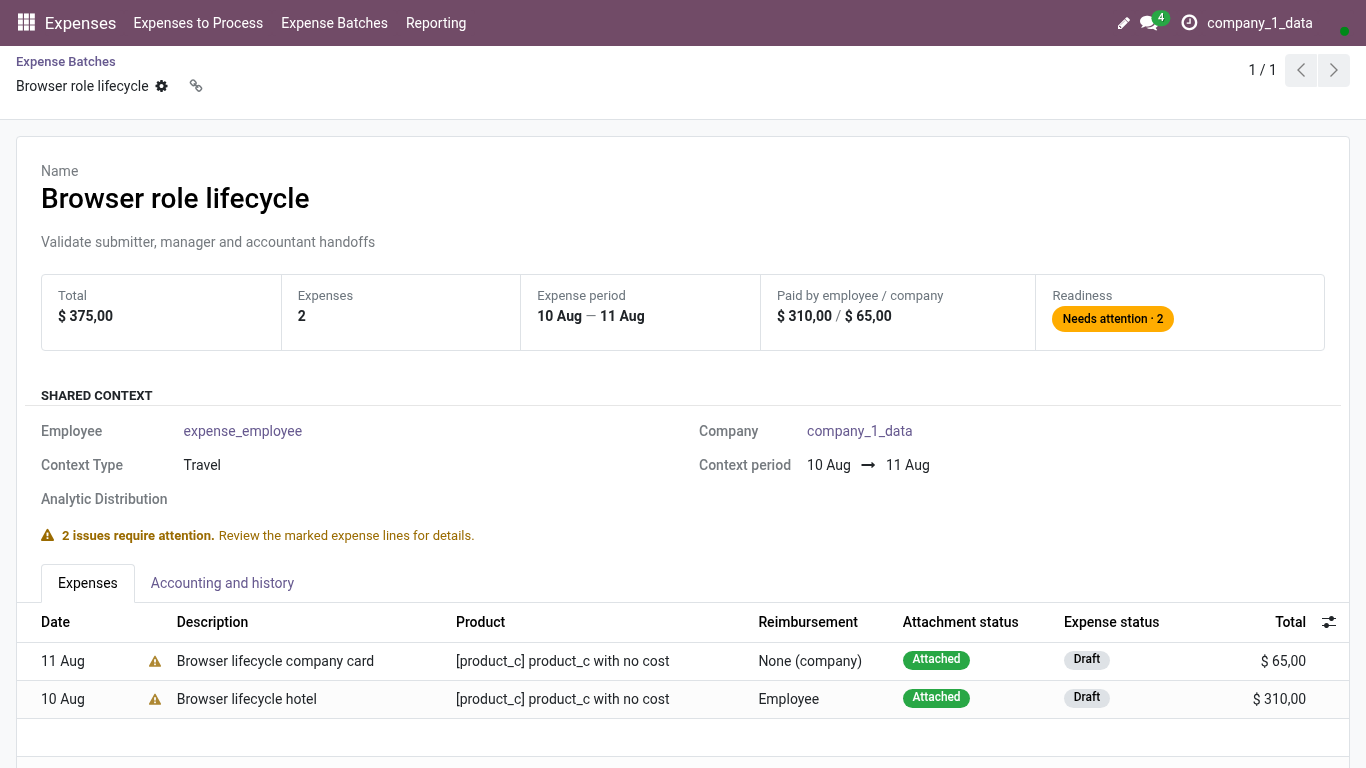 Expenses Expenses to Process Expense Batches Reporting 4 company_1_data
Expense Batches
Browser role lifecycle
1 / 1
Name
Browser role lifecycle
Validate submitter, manager and accountant handoffs
Total Expenses Expense period Paid by employee / company Readiness
$ 375,00 2 10 Aug — 11 Aug $ 310,00 / $ 65,00 Needs attention · 2
SHARED CONTEXT
Employee expense_employee Company company_1_data
Context Type Travel Context period 10 Aug → 11 Aug
Analytic Distribution
2 issues require attention. Review the marked expense lines for details.
Expenses Accounting and history
Date Description Product Reimbursement Attachment status Expense status Total
11 Aug Browser lifecycle company card [product_c] product_c with no cost None (company) Attached Draft $ 65,00
10 Aug Browser lifecycle hotel [product_c] product_c with no cost Employee Attached Draft $ 310,00